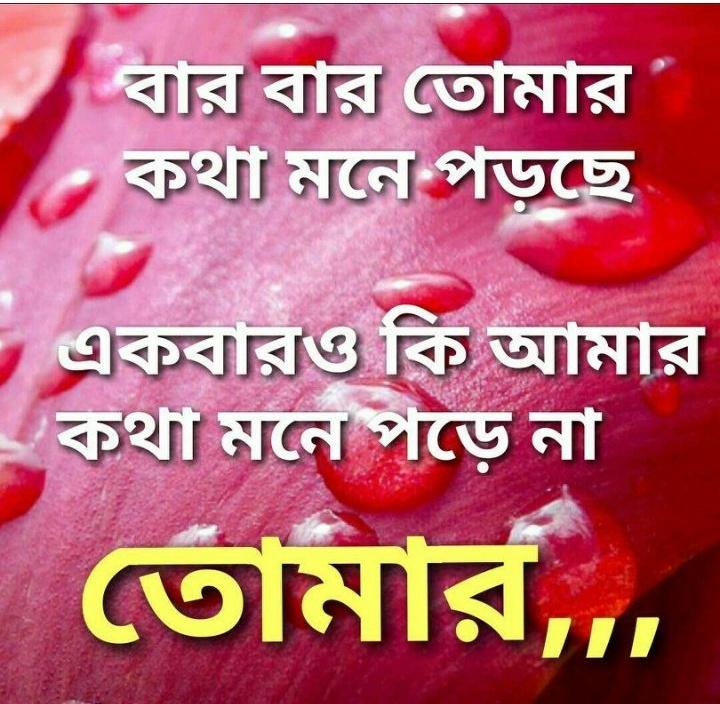 বার বার তোমার
কথা মনে পড়ছে
একবারও কি আমার
কথা মনে পড়ে না
তোমার,,,